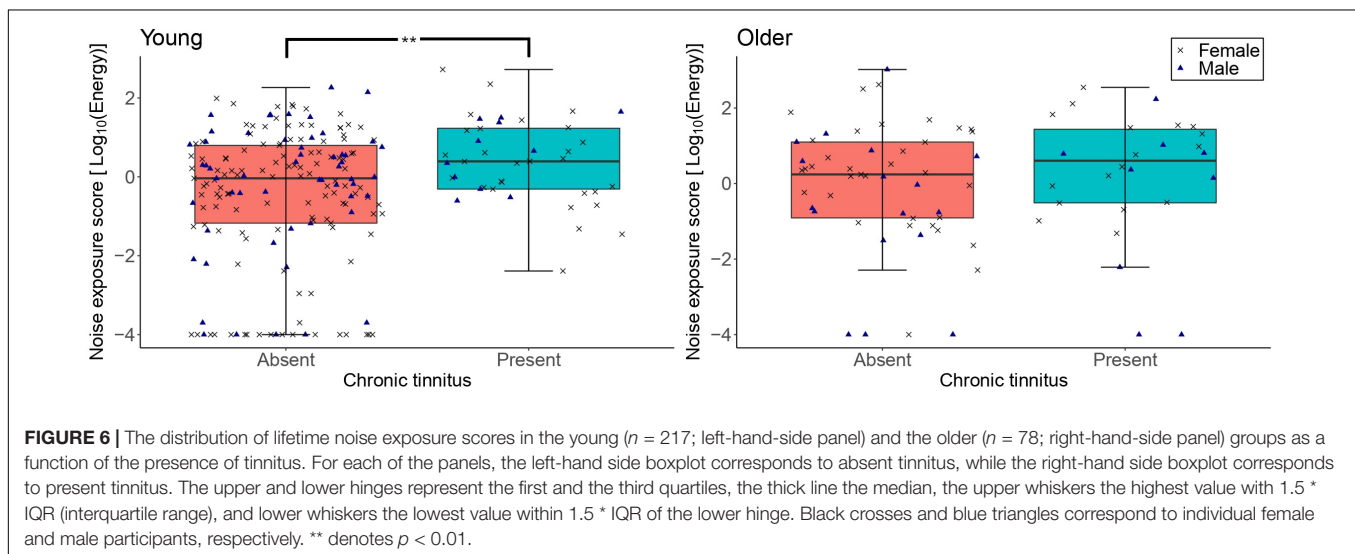 Young
**
Noise exposure score [ Log10(Energy)]
2
0
−2
−4
Absent
Present
Chronic tinnitus
Older
Female
Male
Noise exposure score [ Log10(Energy)]
2
0
−2
−4
Absent
Present
Chronic tinnitus
FIGURE 6 | The distribution of lifetime noise exposure scores in the young (n = 217; left-hand-side panel) and the older (n = 78; right-hand-side panel) groups as a
function of the presence of tinnitus. For each of the panels, the left-hand side boxplot corresponds to absent tinnitus, while the right-hand side boxplot corresponds
to present tinnitus. The upper and lower hinges represent the first and the third quartiles, the thick line the median, the upper whiskers the highest value with 1.5 *
IQR (interquartile range), and lower whiskers the lowest value within 1.5 * IQR of the lower hinge. Black crosses and blue triangles correspond to individual female
and male participants, respectively. ** denotes p < 0.01.